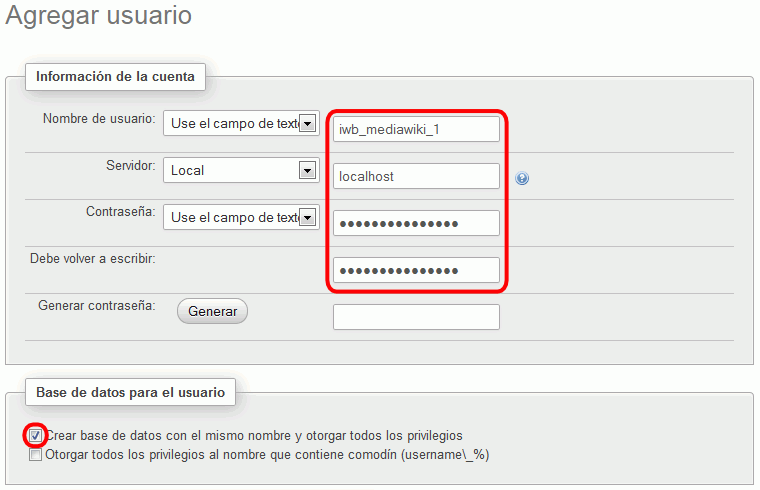 Agregar usuario
Información de la cuenta
Nombre de usuario: Use el campo de texto iwb_mediawiki_1
Servidor: Local localhost
Contraseña: Use el campo de texto ●●●●●●●●●●●●●●●
Debe volver a escribir: ●●●●●●●●●●●●●●●
Generar contraseña: Generar
Base de datos para el usuario
Crear base de datos con el mismo nombre y otorgar todos los privilegios
Otorgar todos los privilegios al nombre que contiene comodín (username\_%)